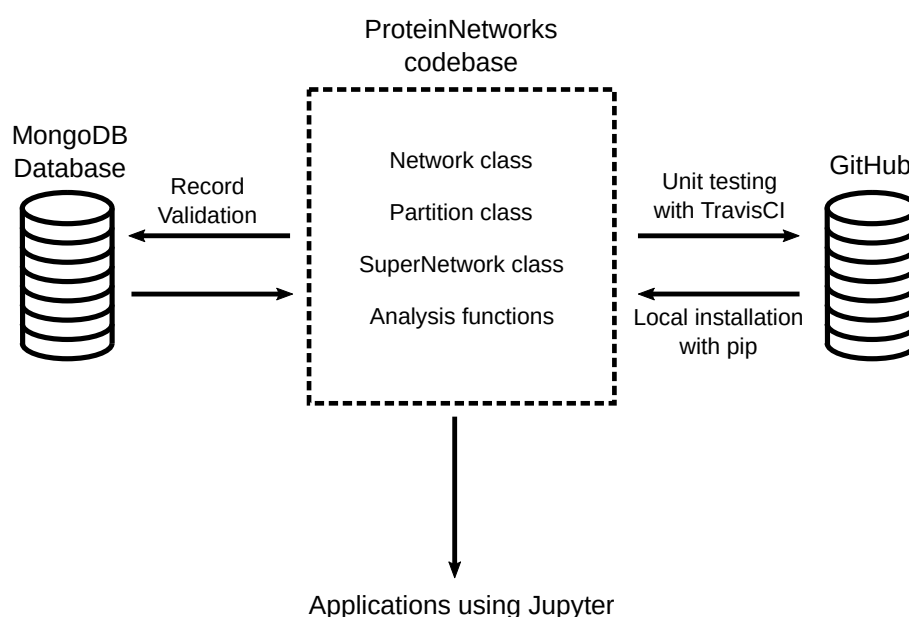 ProteinNetworks
codebase
MongoDB
Database
Record
Validation
Network class
Partition class
SuperNetwork class
Analysis functions
Unit testing
with TravisCI
GitHub
Local installation
with pip
Applications using Jupyter